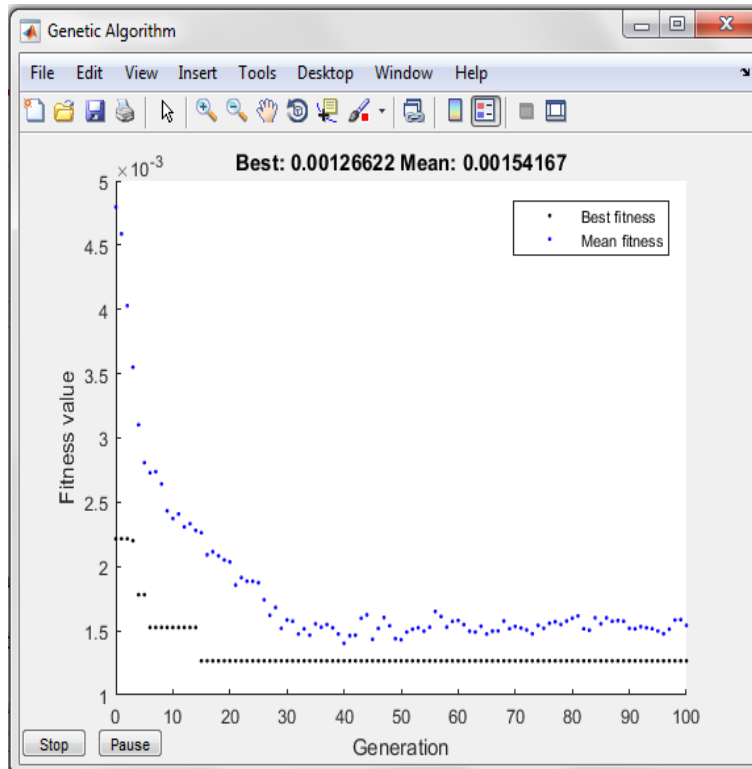 Genetic Algorithm
File Edit View Insert Tools Desktop Window Help
×10-3
Best: 0.00126622 Mean: 0.00154167
Best fitness
Mean fitness
5
4.5
4
3.5
3
2.5
2
1.5
1
Fitness value
0 10 20 30 40 50 60 70 80 90 100
Generation
Stop Pause